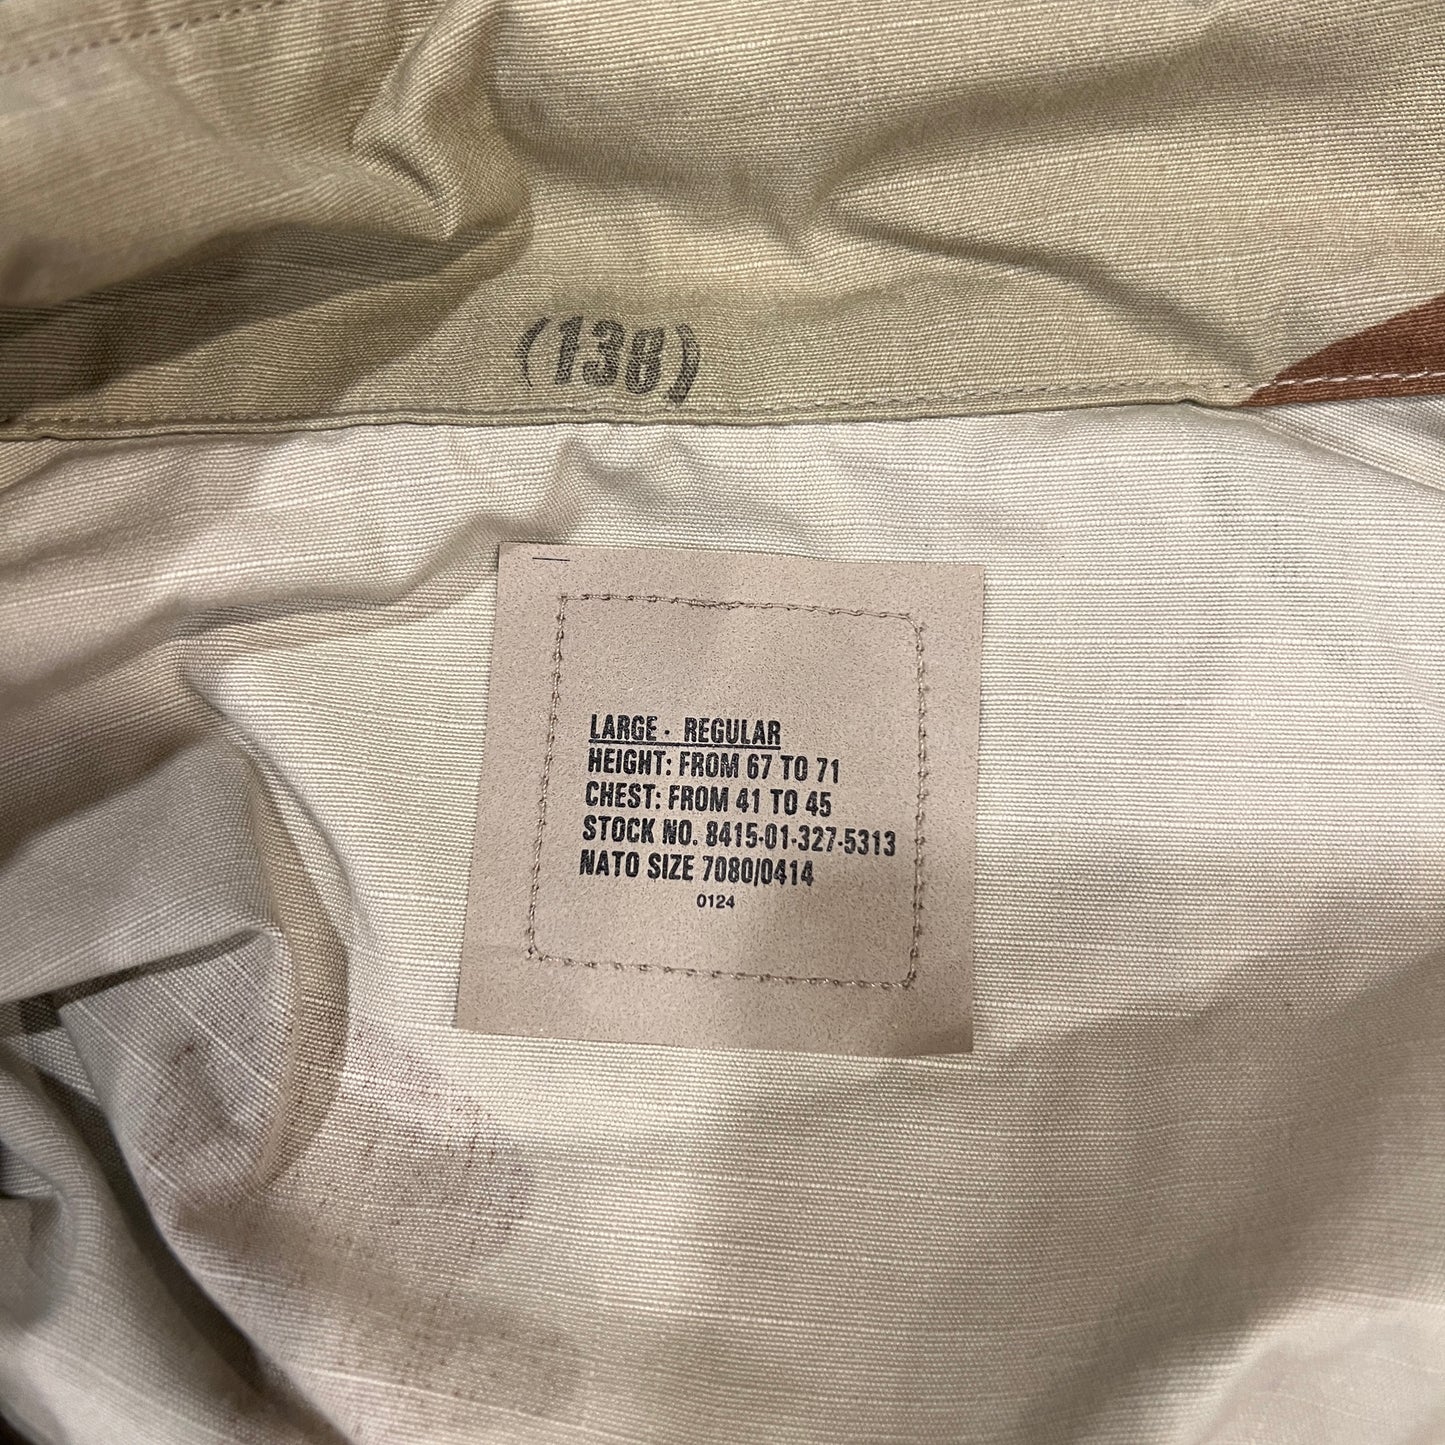 (138)
LARGE - REGULAR
HEIGHT: FROM 67 TO 71
CHEST: FROM 41 TO 45
STOCK NO. 8415-01-327-5313
NATO SIZE 7080/0414
0124